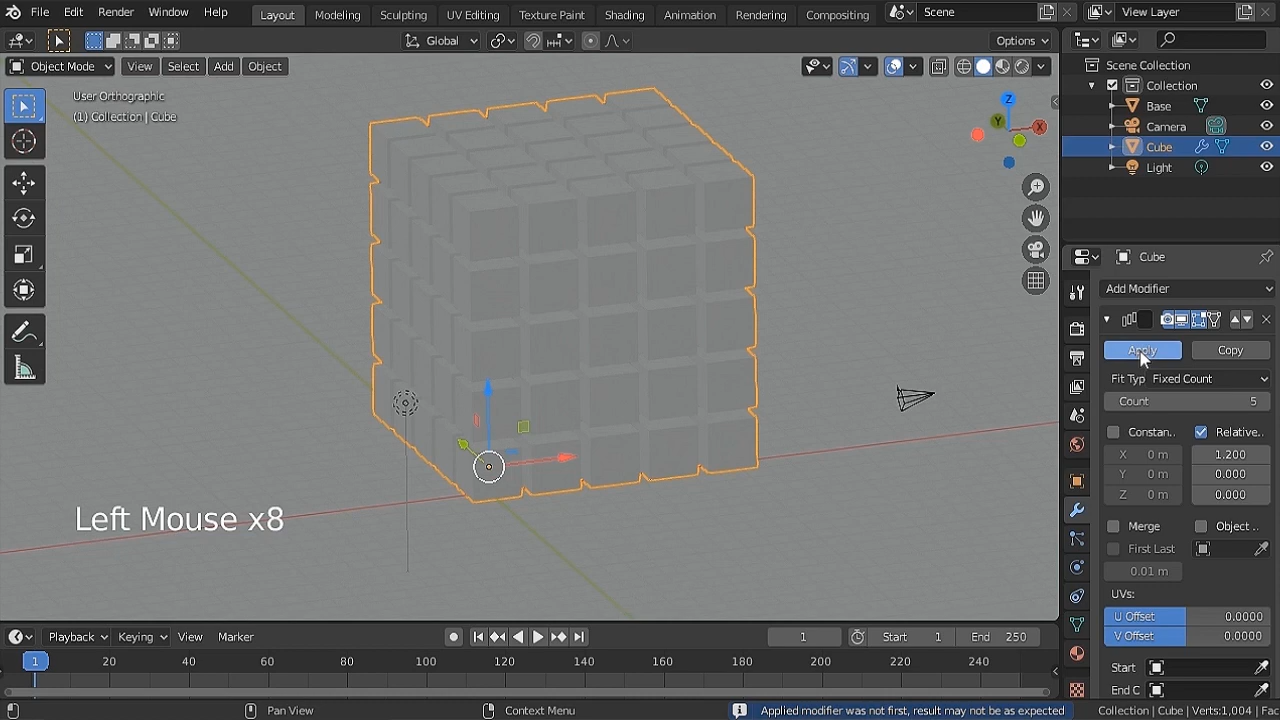 File Edit Render Window Help Layout Modeling Sculpting UV Editing Texture Paint Shading Animation Rendering Compositing Scene View Layer
Global Options
Object Mode View Select Add Object
User Orthographic
(1) Collection | Cube
Z
Y
X
Left Mouse x8
Scene Collection
Collection
Base
Camera
Cube
Light
Cube
Add Modifier
Apply Copy
Fit Typ Fixed Count
Count 5
Constan.. Relative..
X 0 m 1.200
Y 0 m 0.000
Z 0 m 0.000
Merge Object ..
First Last
0.01 m
UVs:
U Offset 0.0000
V Offset 0.0000
Start
End C
Playback Keying View Marker 1 Start 1 End 250
1 20 40 60 80 100 120 140 160 180 200 220 240
Pan View Context Menu Applied modifier was not first, result may not be as expected Collection | Cube | Verts:1,004 | Fac